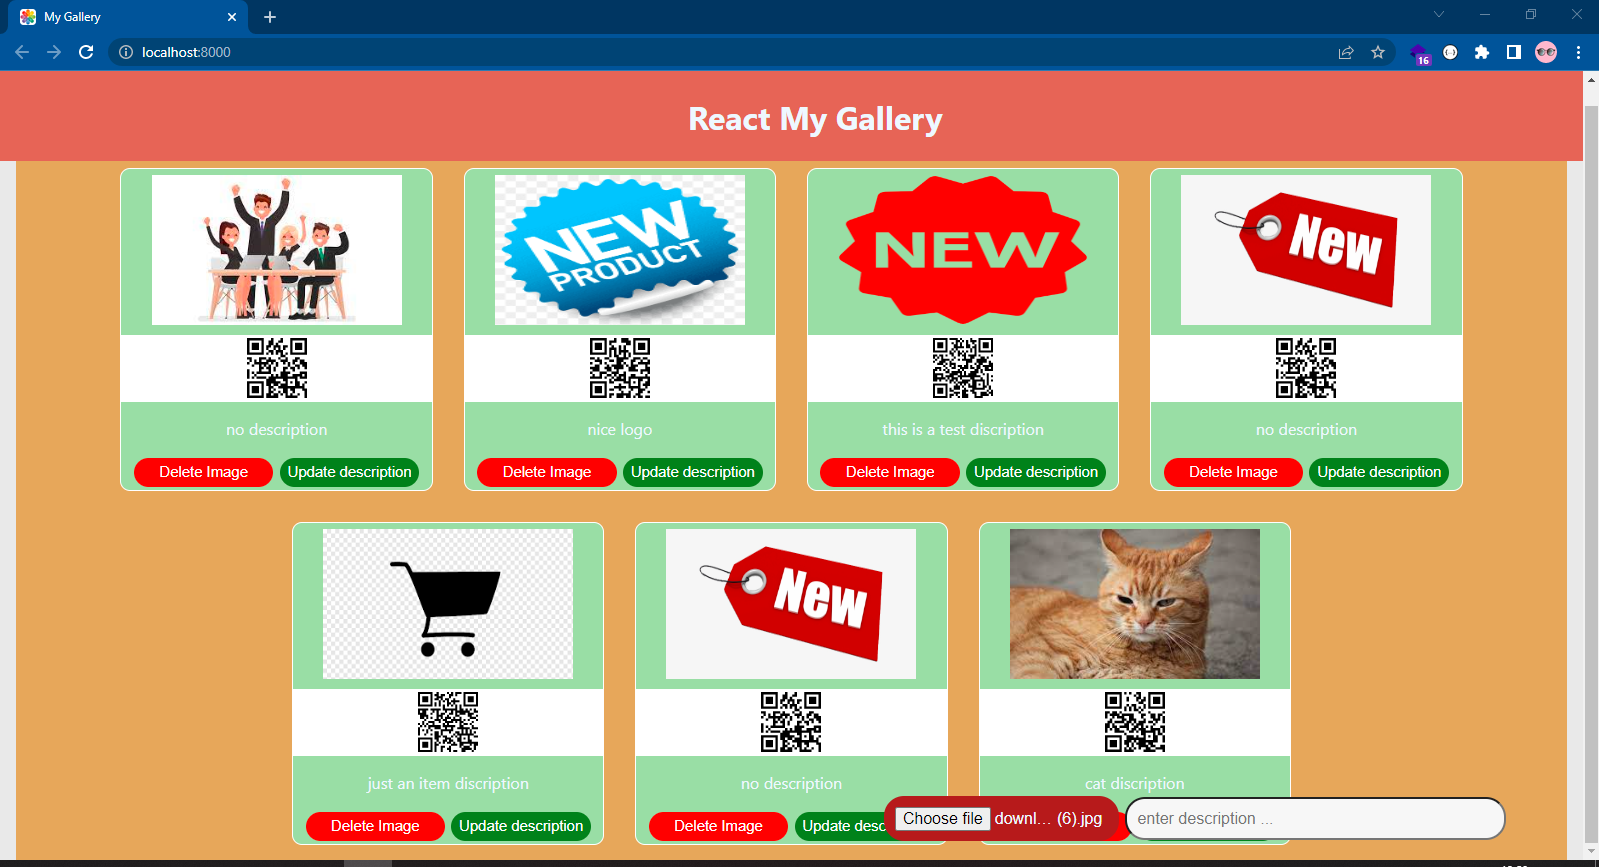 My Gallery
localhost:8000
16
React My Gallery
NEW
PRODUCT
NEW
New
no description
nice logo
this is a test discription
no description
Delete Image Update description
Delete Image Update description
Delete Image Update description
Delete Image Update description
New
just an item discription
no description
cat discription
Delete Image Update description
Delete Image
Choose file downl... (6).jpg
enter description ...